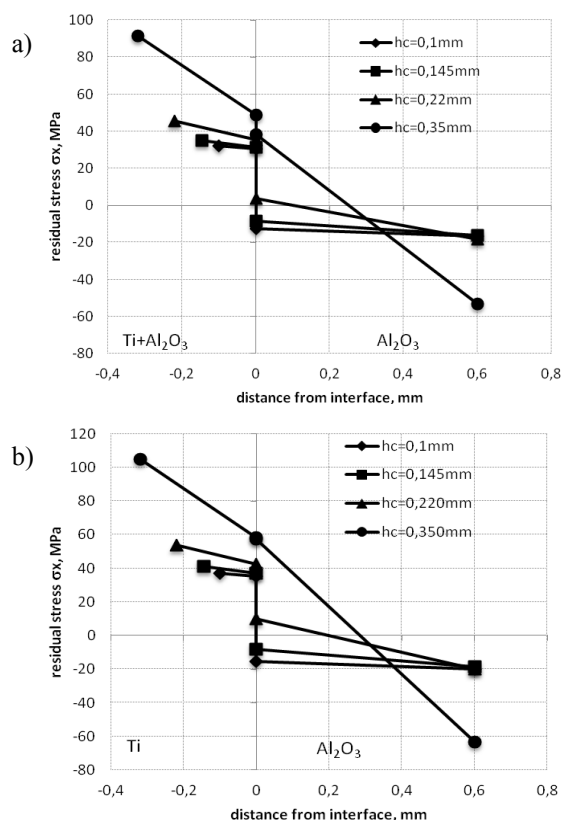 a)
residual stress σx, MPa
100
80
60
40
20
0
-20
-40
-60
-80
hc=0,1mm
hc=0,145mm
hc=0,22mm
hc=0,35mm
Ti+Al₂O₃
Al₂O₃
-0,4 -0,2 0 0,2 0,4 0,6 0,8
distance from interface, mm
b)
residual stress σx, MPa
120
100
80
60
40
20
0
-20
-40
-60
-80
hc=0,1mm
hc=0,145mm
hc=0,220mm
hc=0,350mm
Ti
Al₂O₃
-0,4 -0,2 0 0,2 0,4 0,6 0,8
distance from interface, mm